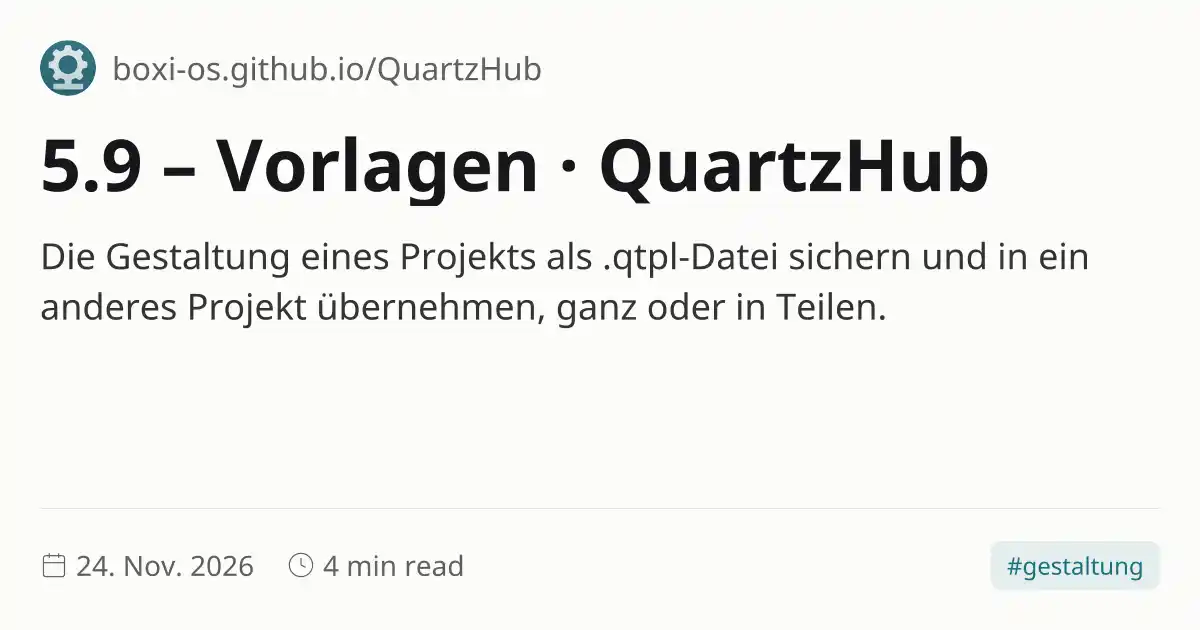 boxi-os.github.io/QuartzHub
5.9 – Vorlagen · QuartzHub
Die Gestaltung eines Projekts als .qtpl-Datei sichern und in ein
anderes Projekt übernehmen, ganz oder in Teilen.
24. Nov. 2026 4 min read #gestaltung